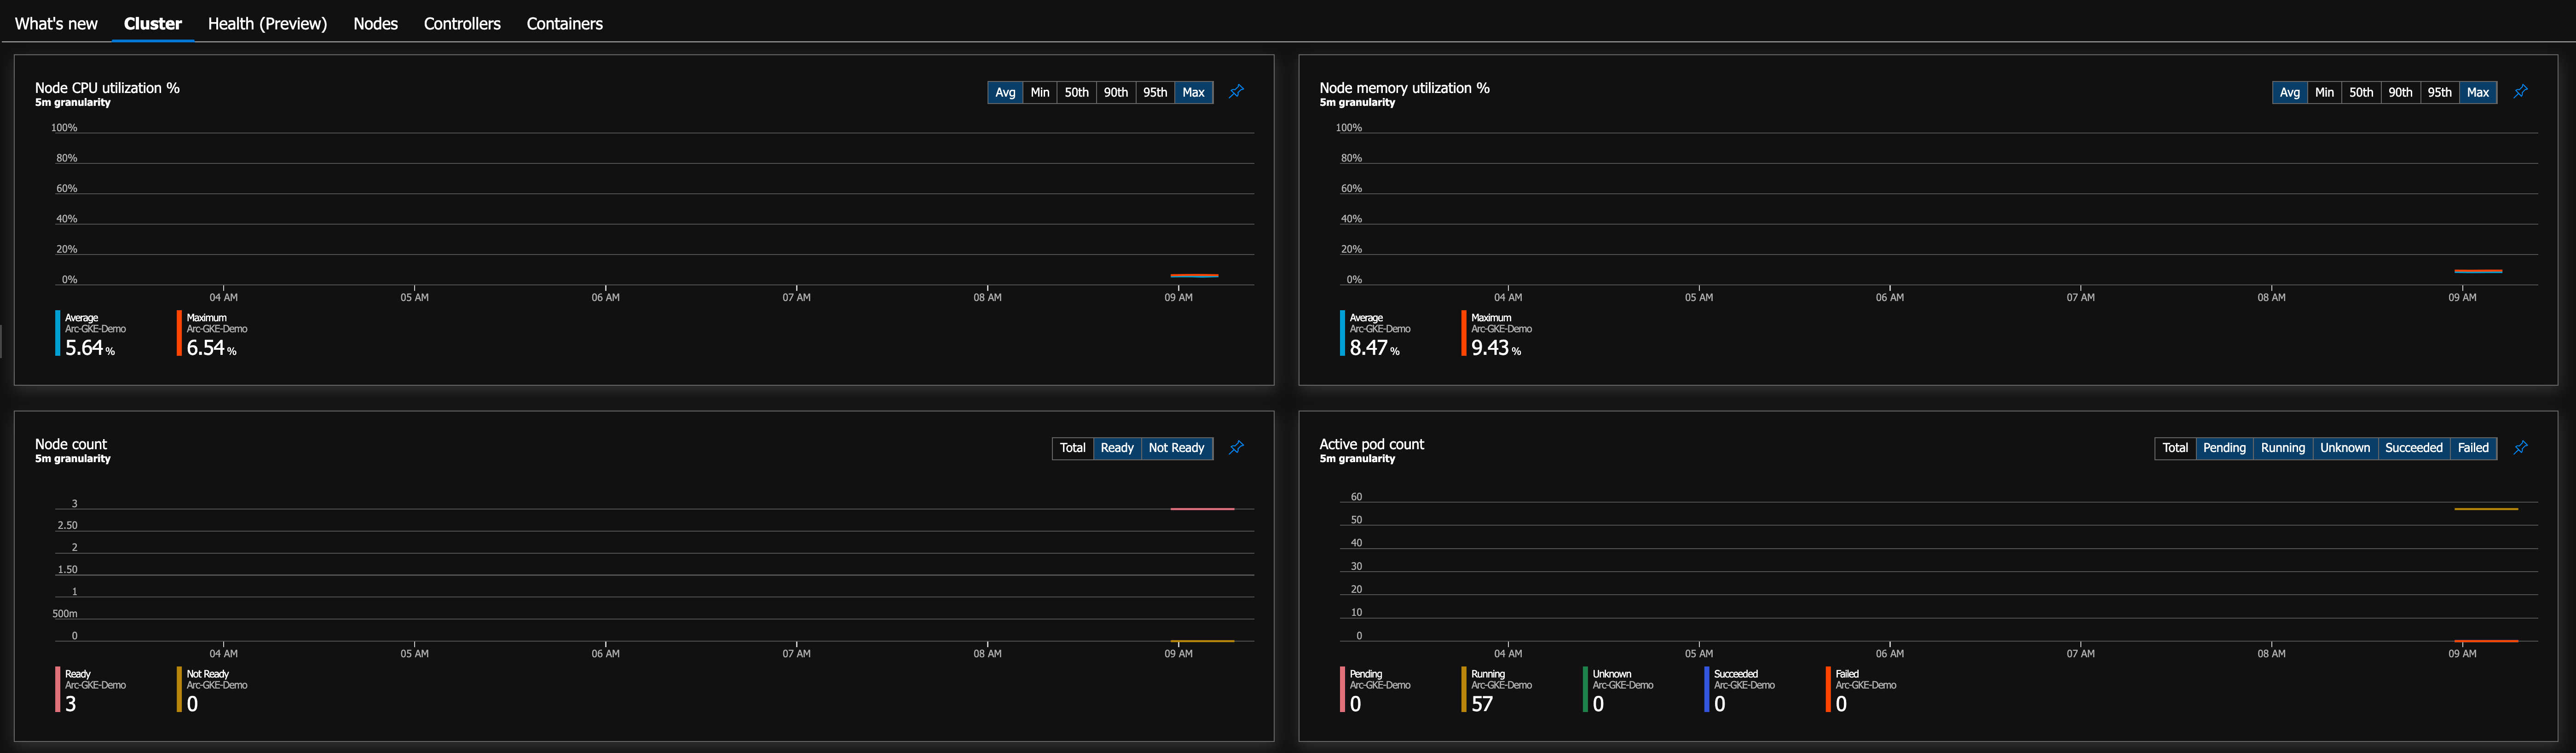 What's new Cluster Health (Preview) Nodes Controllers Containers
Node CPU utilization %
5m granularity
Avg Min 50th 90th 95th Max
100%
80%
60%
40%
20%
0%
04 AM 05 AM 06 AM 07 AM 08 AM 09 AM
Average
Arc-GKE-Demo
5.64 %
Maximum
Arc-GKE-Demo
6.54 %
Node memory utilization %
5m granularity
Avg Min 50th 90th 95th Max
100%
80%
60%
40%
20%
0%
04 AM 05 AM 06 AM 07 AM 08 AM 09 AM
Average
Arc-GKE-Demo
8.47 %
Maximum
Arc-GKE-Demo
9.43 %
Node count
5m granularity
Total Ready Not Ready
3
2.50
2
1.50
1
500m
0
04 AM 05 AM 06 AM 07 AM 08 AM 09 AM
Ready
Arc-GKE-Demo
3
Not Ready
Arc-GKE-Demo
0
Active pod count
5m granularity
Total Pending Running Unknown Succeeded Failed
60
50
40
30
20
10
0
04 AM 05 AM 06 AM 07 AM 08 AM 09 AM
Pending
Arc-GKE-Demo
0
Running
Arc-GKE-Demo
57
Unknown
Arc-GKE-Demo
0
Succeeded
Arc-GKE-Demo
0
Failed
Arc-GKE-Demo
0